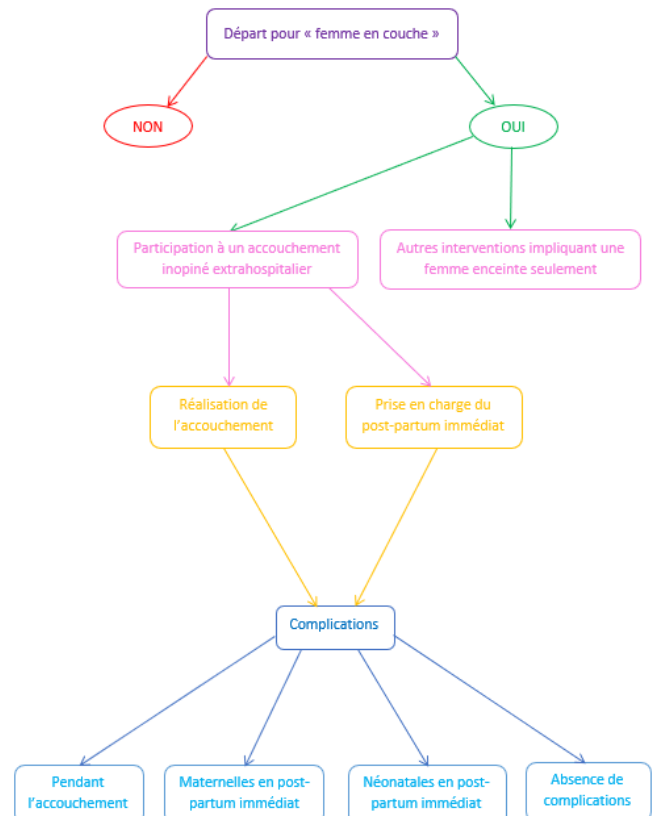 Départ pour « femme en couche »
NON
OUI
Participation à un accouchement
inopiné extrahospitalier
Autres interventions impliquant une
femme enceinte seulement
Réalisation de
l'accouchement
Prise en charge du
post-partum immédiat
Complications
Pendant
l'accouchement
Maternelles en post-
partum immédiat
Néonatales en post-
partum immédiat
Absence de
complications